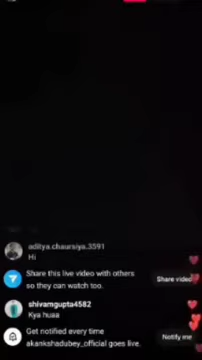 aditya.chaursiya.3591
Hi
Share this live video with others
so they can watch too.
Share video
shivamgupta4582
Kya huaa
Get notified every time
akankshadubey_official goes live.
Notify me